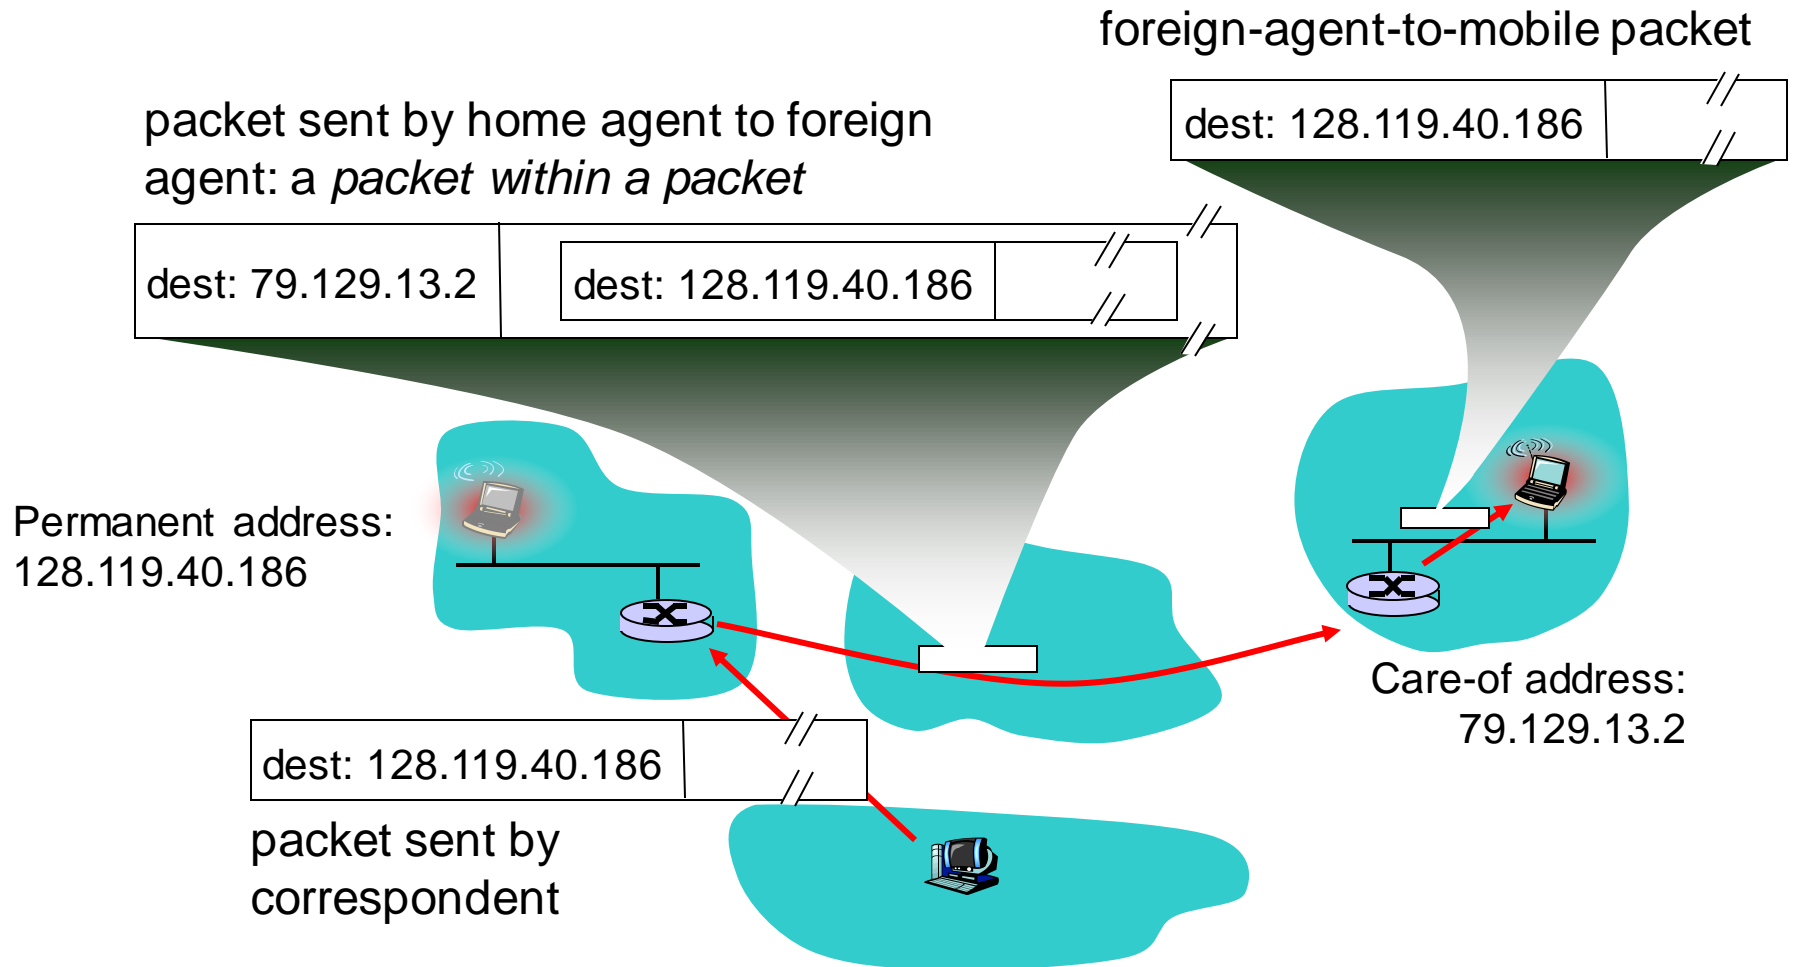 foreign-agent-to-mobile packet
dest: 128.119.40.186
packet sent by home agent to foreign
agent: a packet within a packet
dest: 79.129.13.2
dest: 128.119.40.186
Permanent address:
128.119.40.186
Care-of address:
79.129.13.2
dest: 128.119.40.186
packet sent by
correspondent